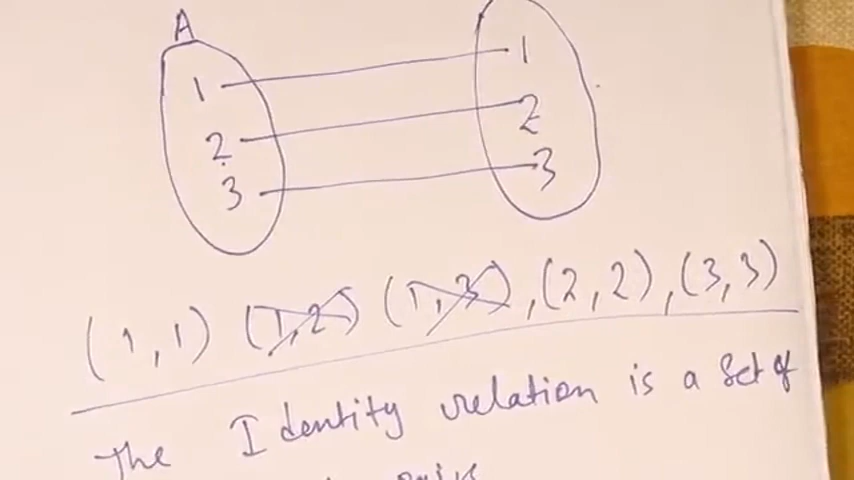 A
1 1
2 2
3 3
(1,1) (1,2) (1,3), (2,2), (3,3)
The Identity relation is a set of